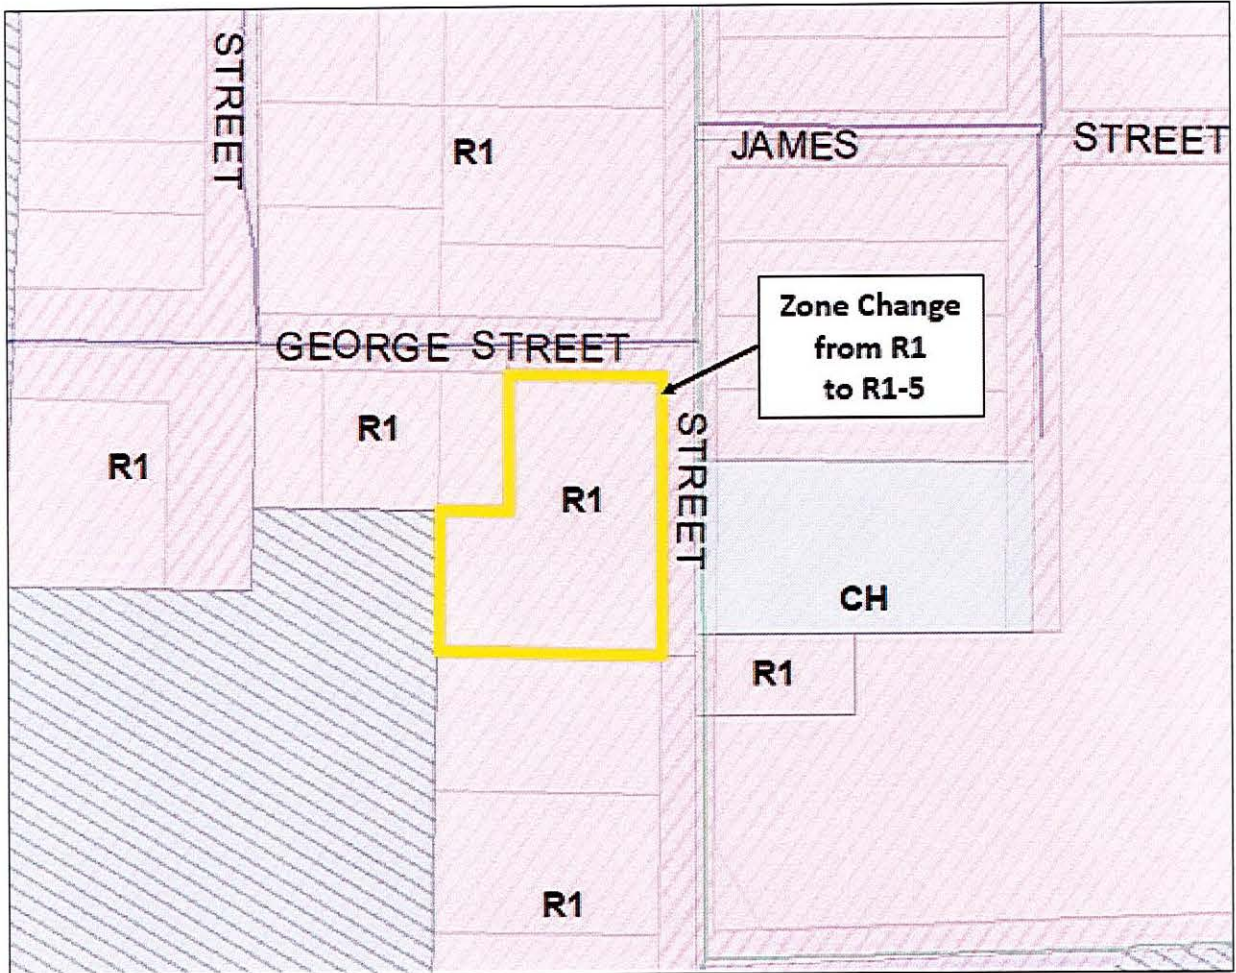 STREET
R1
JAMES STREET
Zone Change
from R1
to R1-5
GEORGE STREET
R1
R1
R1
STREET
CH
R1
R1